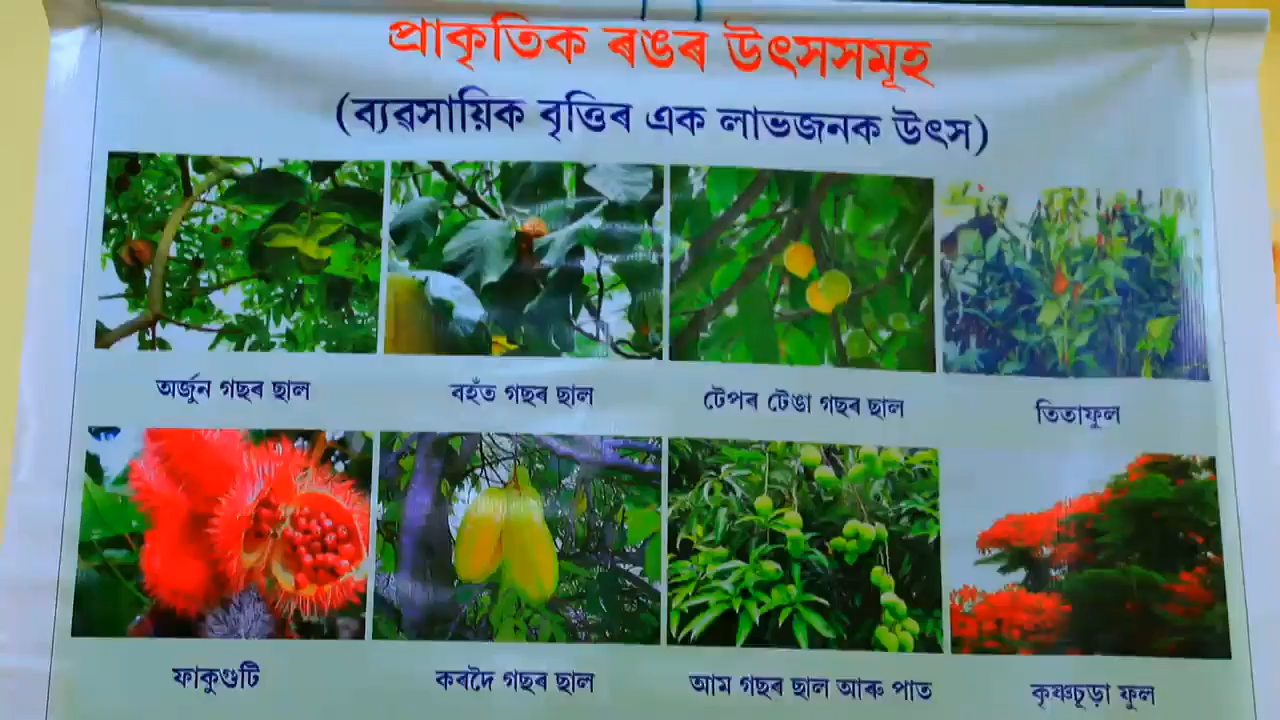 প্ৰাকৃতিক ৰঙৰ উৎসসমূহ
(ব্যৱসায়িক বৃত্তিৰ এক লাভজনক উৎস)
অৰ্জুন গছৰ ছাল
বহঁত গছৰ ছাল
টেপৰ টেঙা গছৰ ছাল
তিতাফুল
ফাকুগুটি
কৰদৈ গছৰ ছাল
আম গছৰ ছাল আৰু পাত
কৃষ্ণচূড়া ফুল